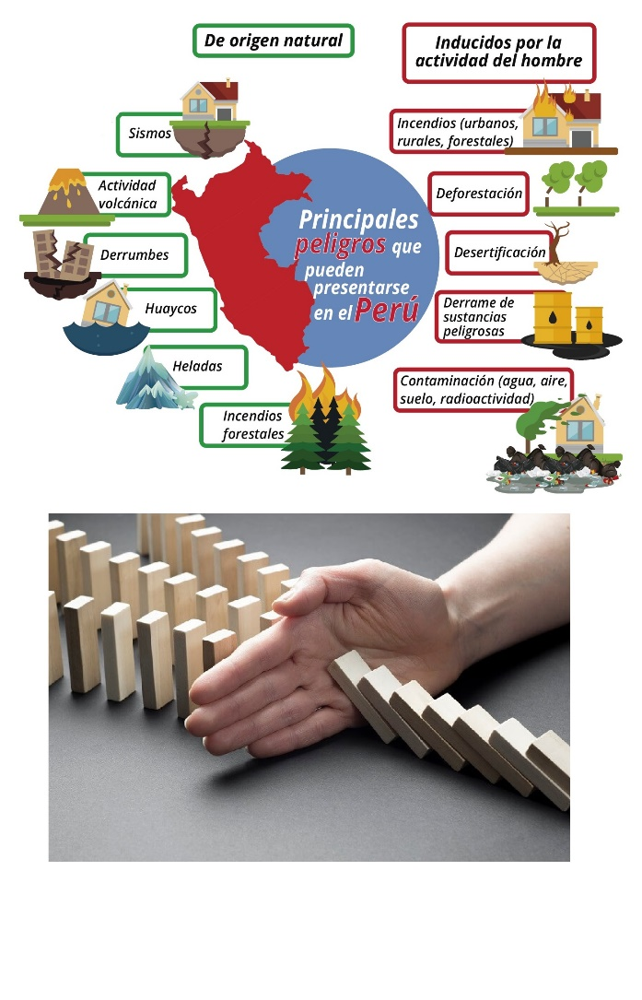 De origen natural
Sismos
Actividad
volcánica
Derrumbes
Huaycos
Heladas
Incendios
forestales
Principales
peligros que
pueden
presentarse
en el Perú
Inducidos por la
actividad del hombre
Incendios (urbanos,
rurales, forestales)
Deforestación
Desertificación
Derrame de
sustancias
peligrosas
Contaminación (agua, aire,
suelo, radioactividad)